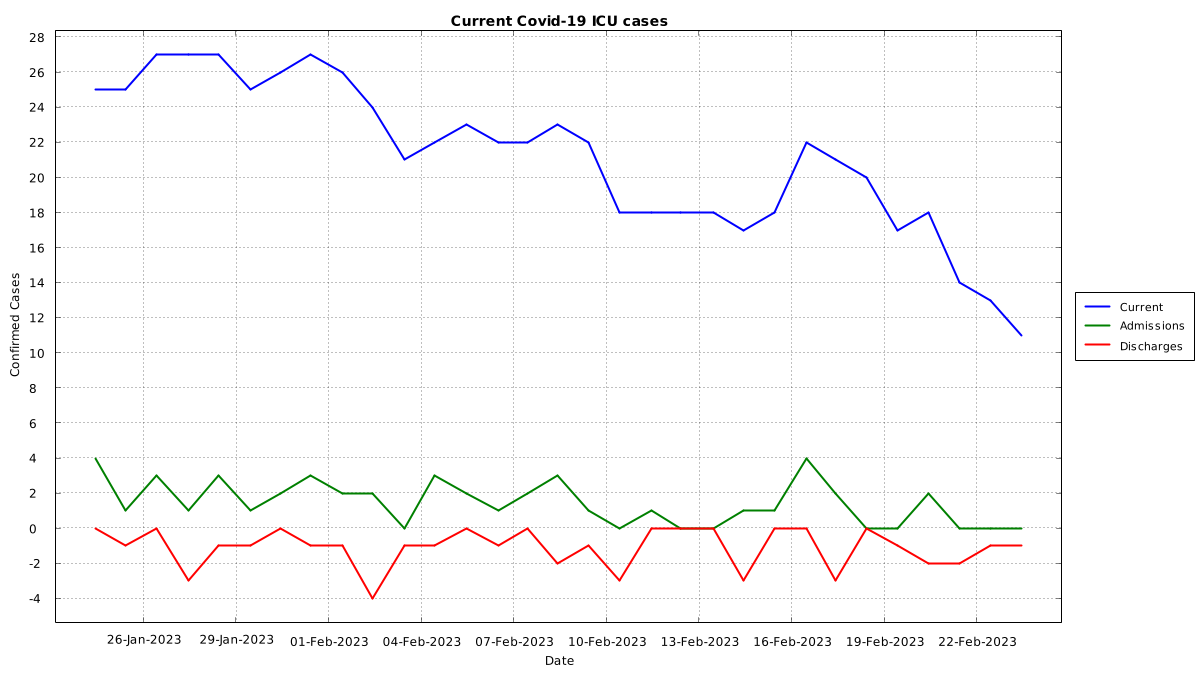 Current Covid-19 ICU cases
28
26
24
22
20
18
16
14
12
10
8
6
4
2
0
-2
-4
Confirmed Cases
26-Jan-2023 29-Jan-2023 01-Feb-2023 04-Feb-2023 07-Feb-2023 10-Feb-2023 13-Feb-2023 16-Feb-2023 19-Feb-2023 22-Feb-2023
Date
Current
Admissions
Discharges